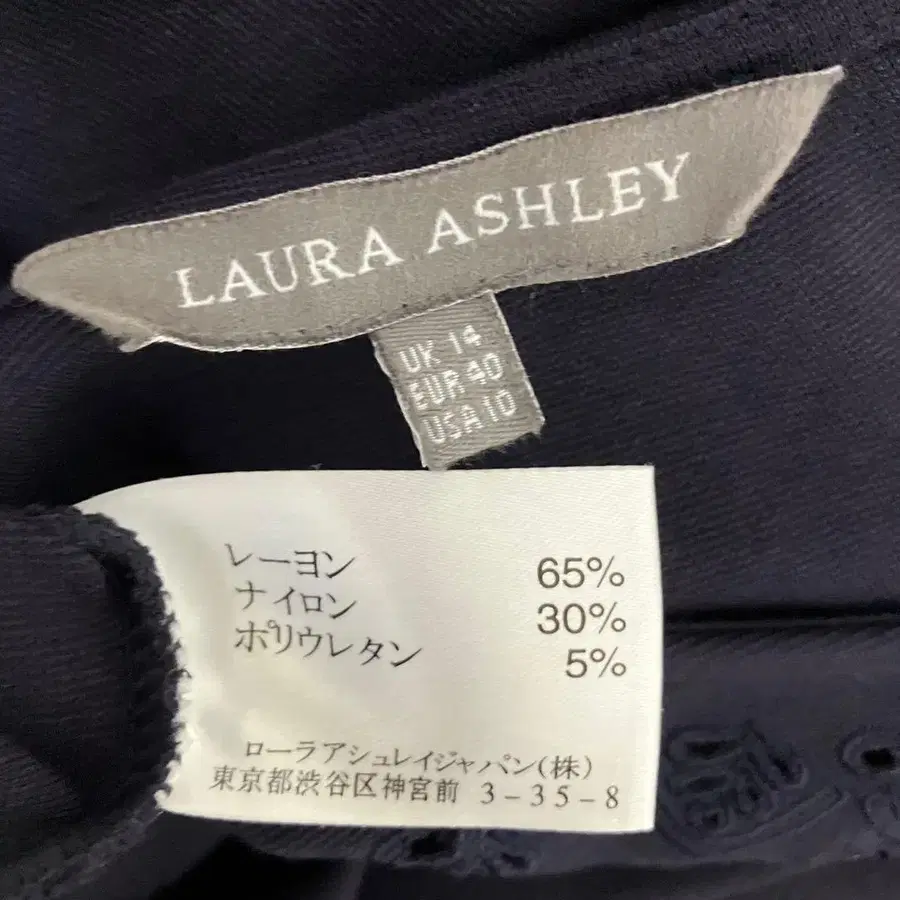 LAURA ASHLEY
UK 14
EUR 40
USA 10
レーヨン 65%
ナイロン 30%
ポリウレタン 5%
ローラアシュレイジャパン(株)
東京都渋谷区神宮前 3-35-8